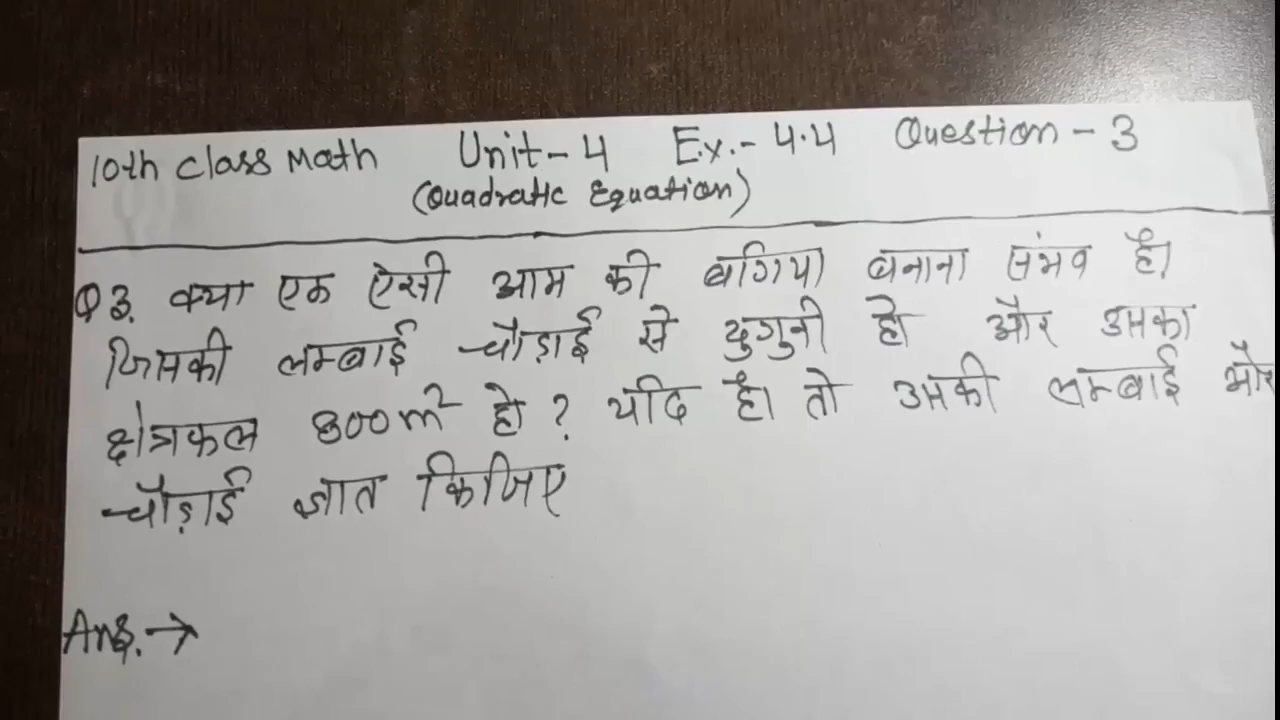 10th Class Math Unit-4 Ex.-4.4 Question-3
(Quadratic Equation)
Q3. क्या एक ऐसी आम की बगिया बनाना संभव है।
जिसकी लम्बाई चौड़ाई से दुगुनी हो और उसका
क्षेत्रफल 800m² हो? यदि है। तो उसकी लम्बाई और
चौड़ाई ज्ञात किजिए
Ans.→